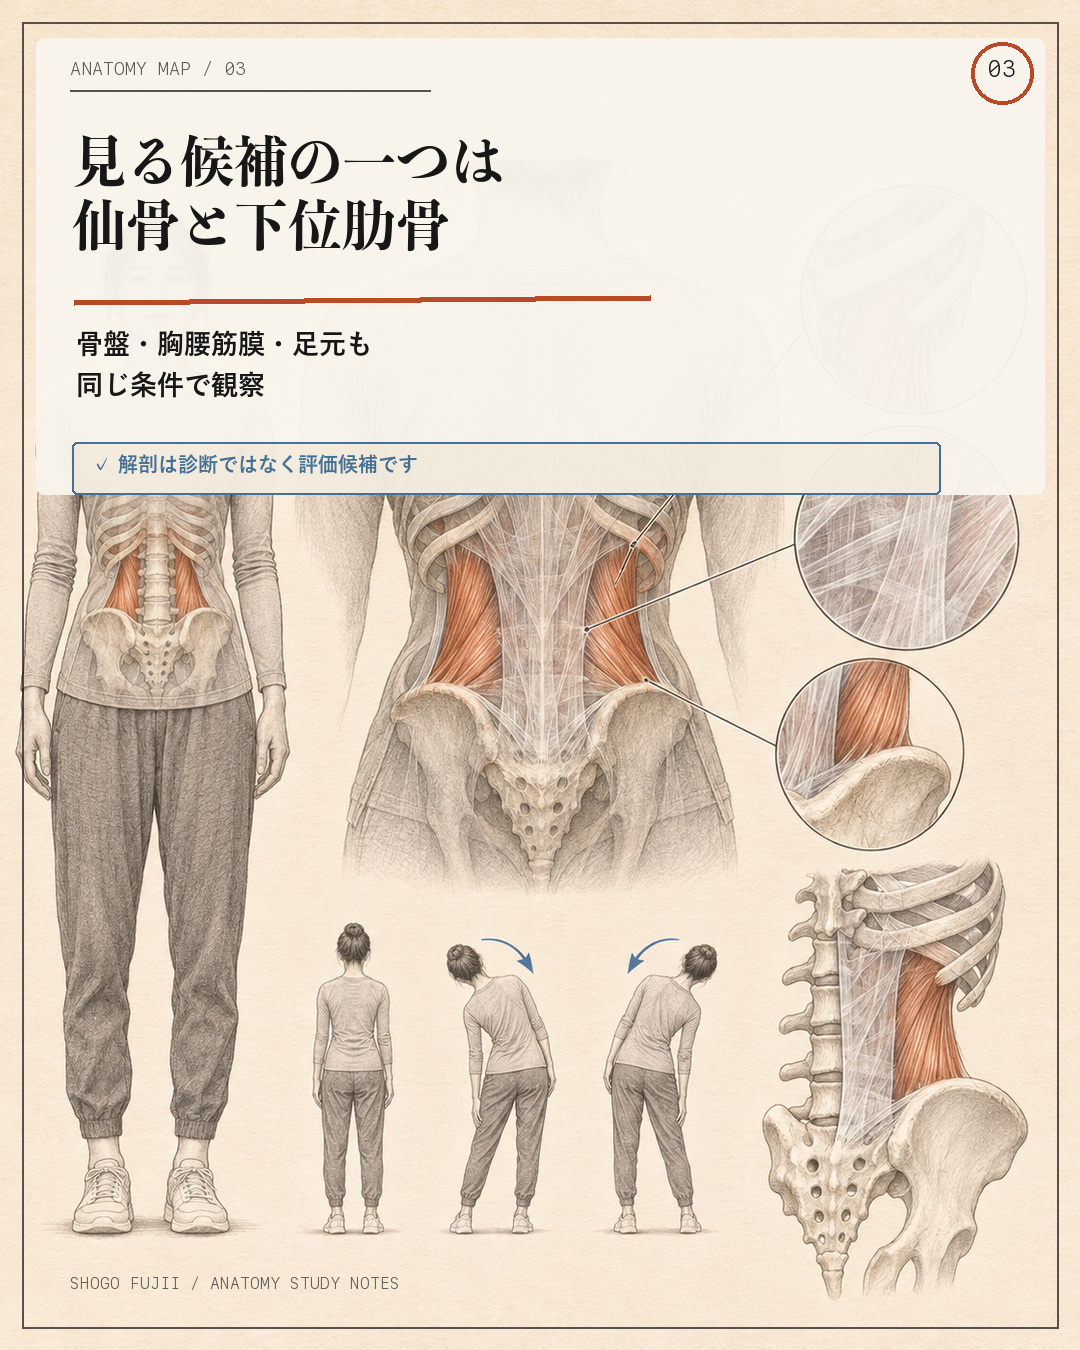 ANATOMY MAP / 03
03
見る候補の一つは
仙骨と下位肋骨
骨盤・胸腰筋膜・足元も
同じ条件で観察
✓ 解剖は診断ではなく評価候補です
SHOGO FUJII / ANATOMY STUDY NOTES